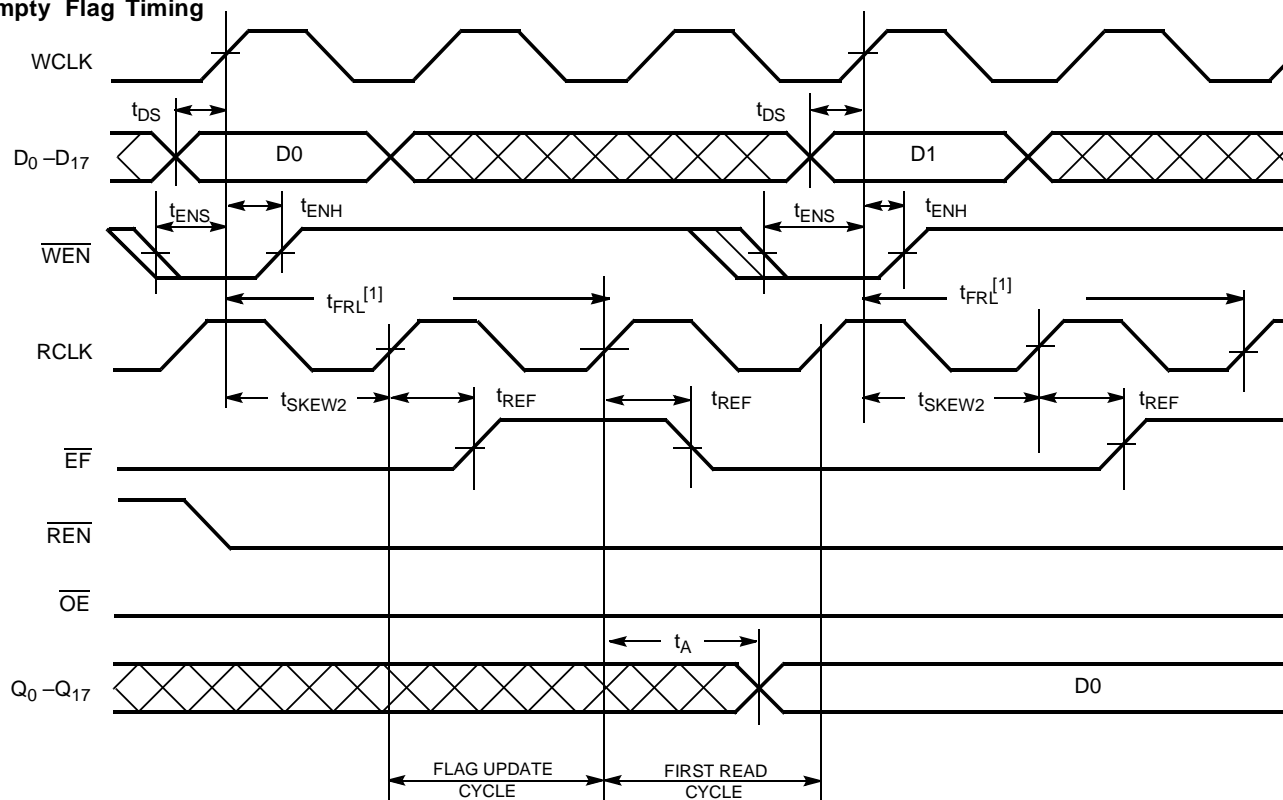 Flag Timing
WCLK
tDS tDS
D0 –D17 D0 D1
tENS tENH tENS tENH
WEN
tFRL[1] tFRL[1]
RCLK
tSKEW2 tREF tREF tSKEW2 tREF
EF
REN
OE
tA
Q0 –Q17 D0
FLAG UPDATE FIRST READ
CYCLE CYCLE